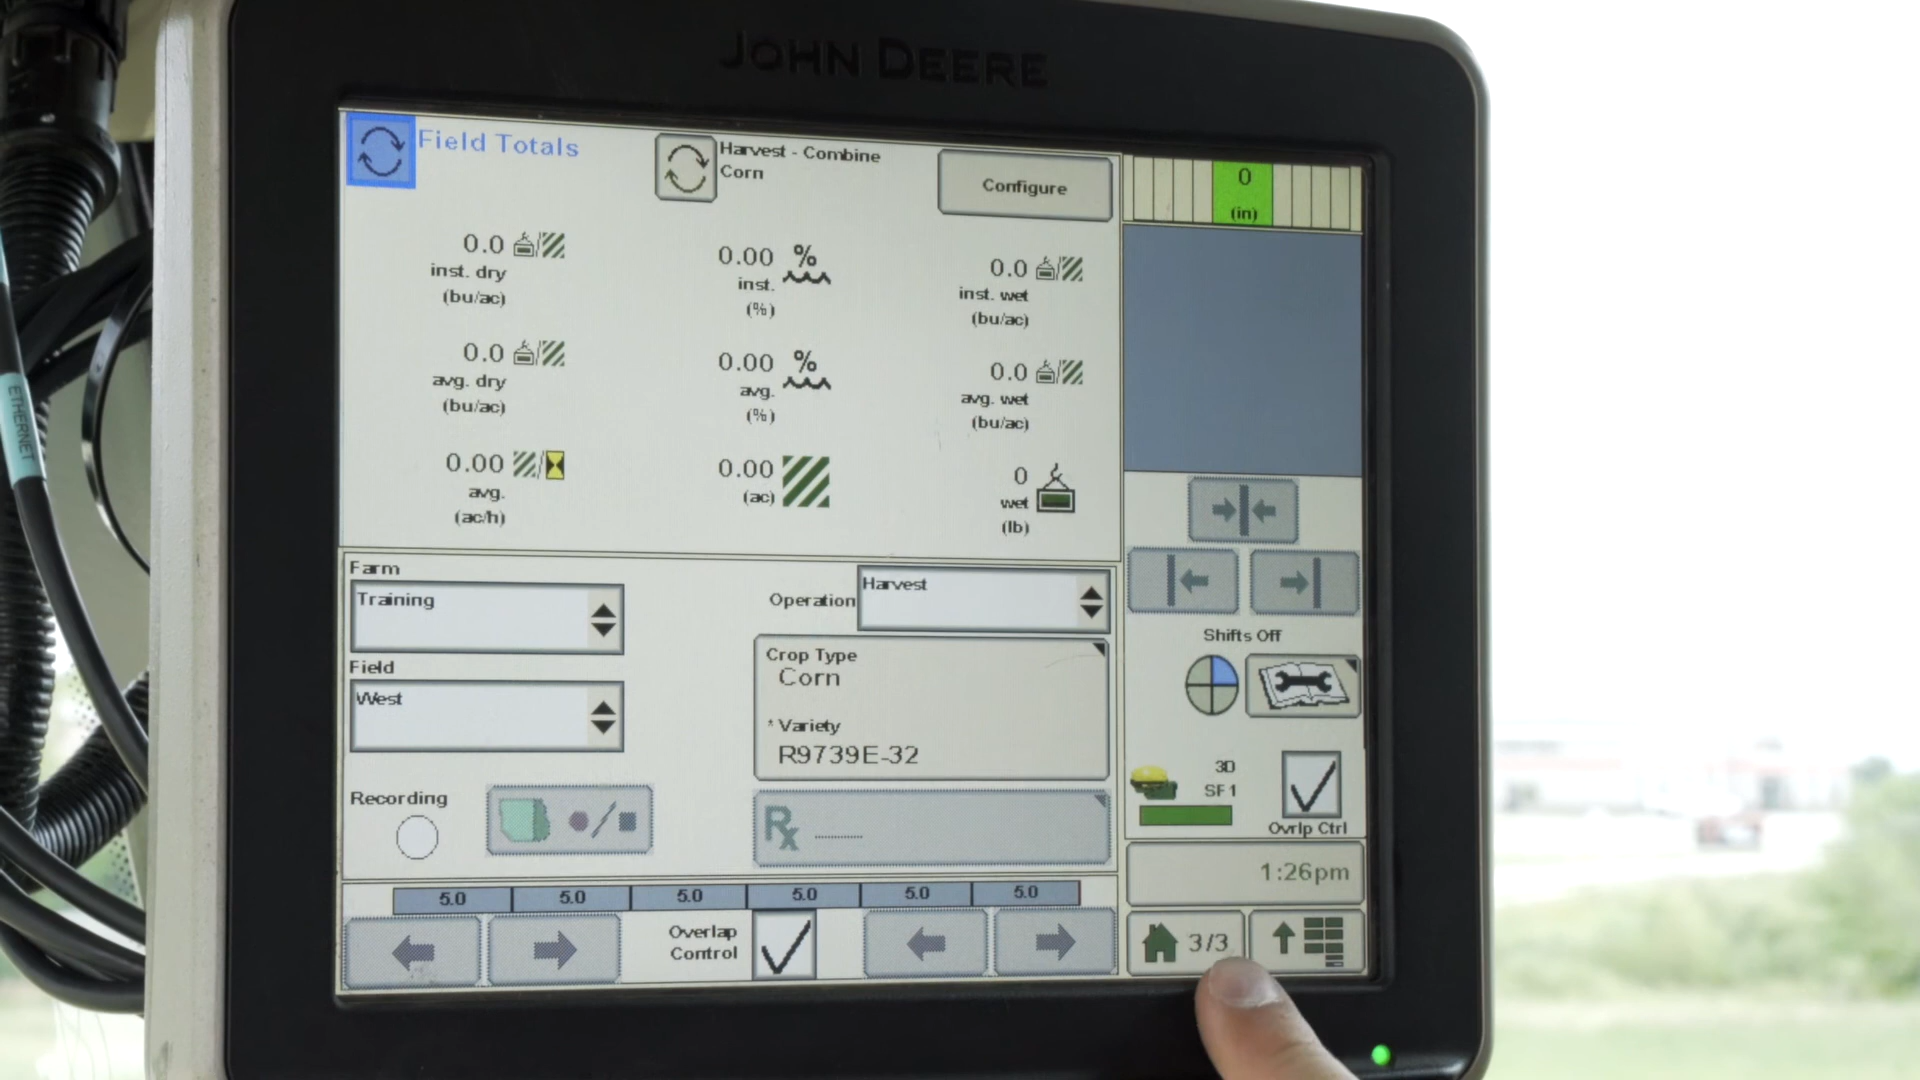 JOHN DEERE
Field Totals
Harvest - Combine
Corn
Configure
0
(in)
0.0
inst. dry
(bu/ac)
0.00 %
inst.
(%)
0.0
inst. wet
(bu/ac)
0.0
avg. dry
(bu/ac)
0.00 %
avg.
(%)
0.0
avg. wet
(bu/ac)
0.00
avg.
(ac/h)
0.00
(ac)
0
wet
(lb)
Farm
Training
Field
West
Recording
Operation
Harvest
Crop Type
Corn
* Variety
R9739E-32
Rx ........
5.0 5.0 5.0 5.0 5.0 5.0
Overlap
Control
Shifts Off
3D
SF1
Ovrlp Ctrl
1:26pm
3/3
ETHERNET